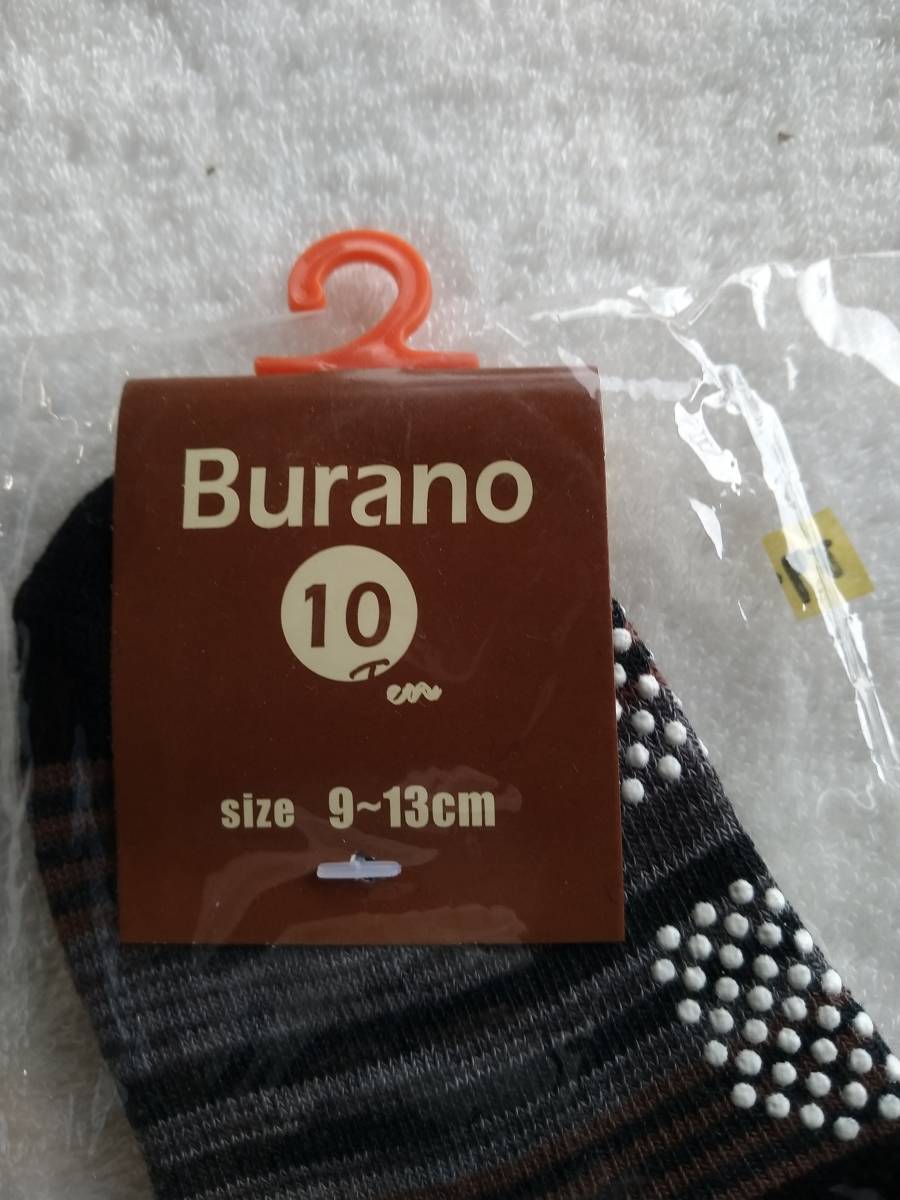 Burano
10
Ten
size 9~13cm